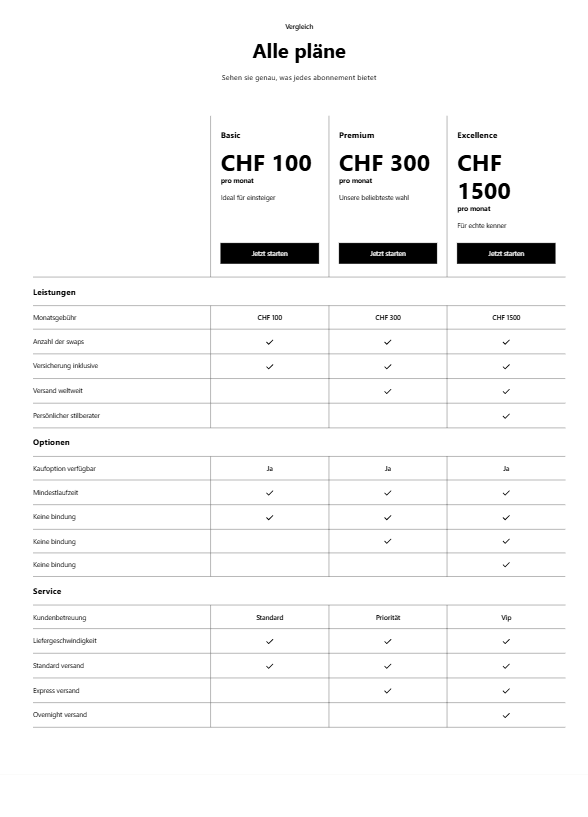 Vergleich
Alle pläne
Sehen sie genau, was jedes abonnement bietet
Basic
CHF 100
pro monat
Ideal für einsteiger
Jetzt starten
Premium
CHF 300
pro monat
Unsere beliebteste wahl
Jetzt starten
Excellence
CHF
1500
pro monat
Für echte kenner
Jetzt starten
Leistungen
Monatsgebühr CHF 100 CHF 300 CHF 1500
Anzahl der swaps
Versicherung inklusive
Versand weltweit
Persönlicher stilberater
Optionen
Kaufoption verfügbar Ja Ja Ja
Mindestlaufzeit
Keine bindung
Keine bindung
Keine bindung
Service
Kundenbetreuung Standard Priorität Vip
Liefergeschwindigkeit
Standard versand
Express versand
Overnight versand